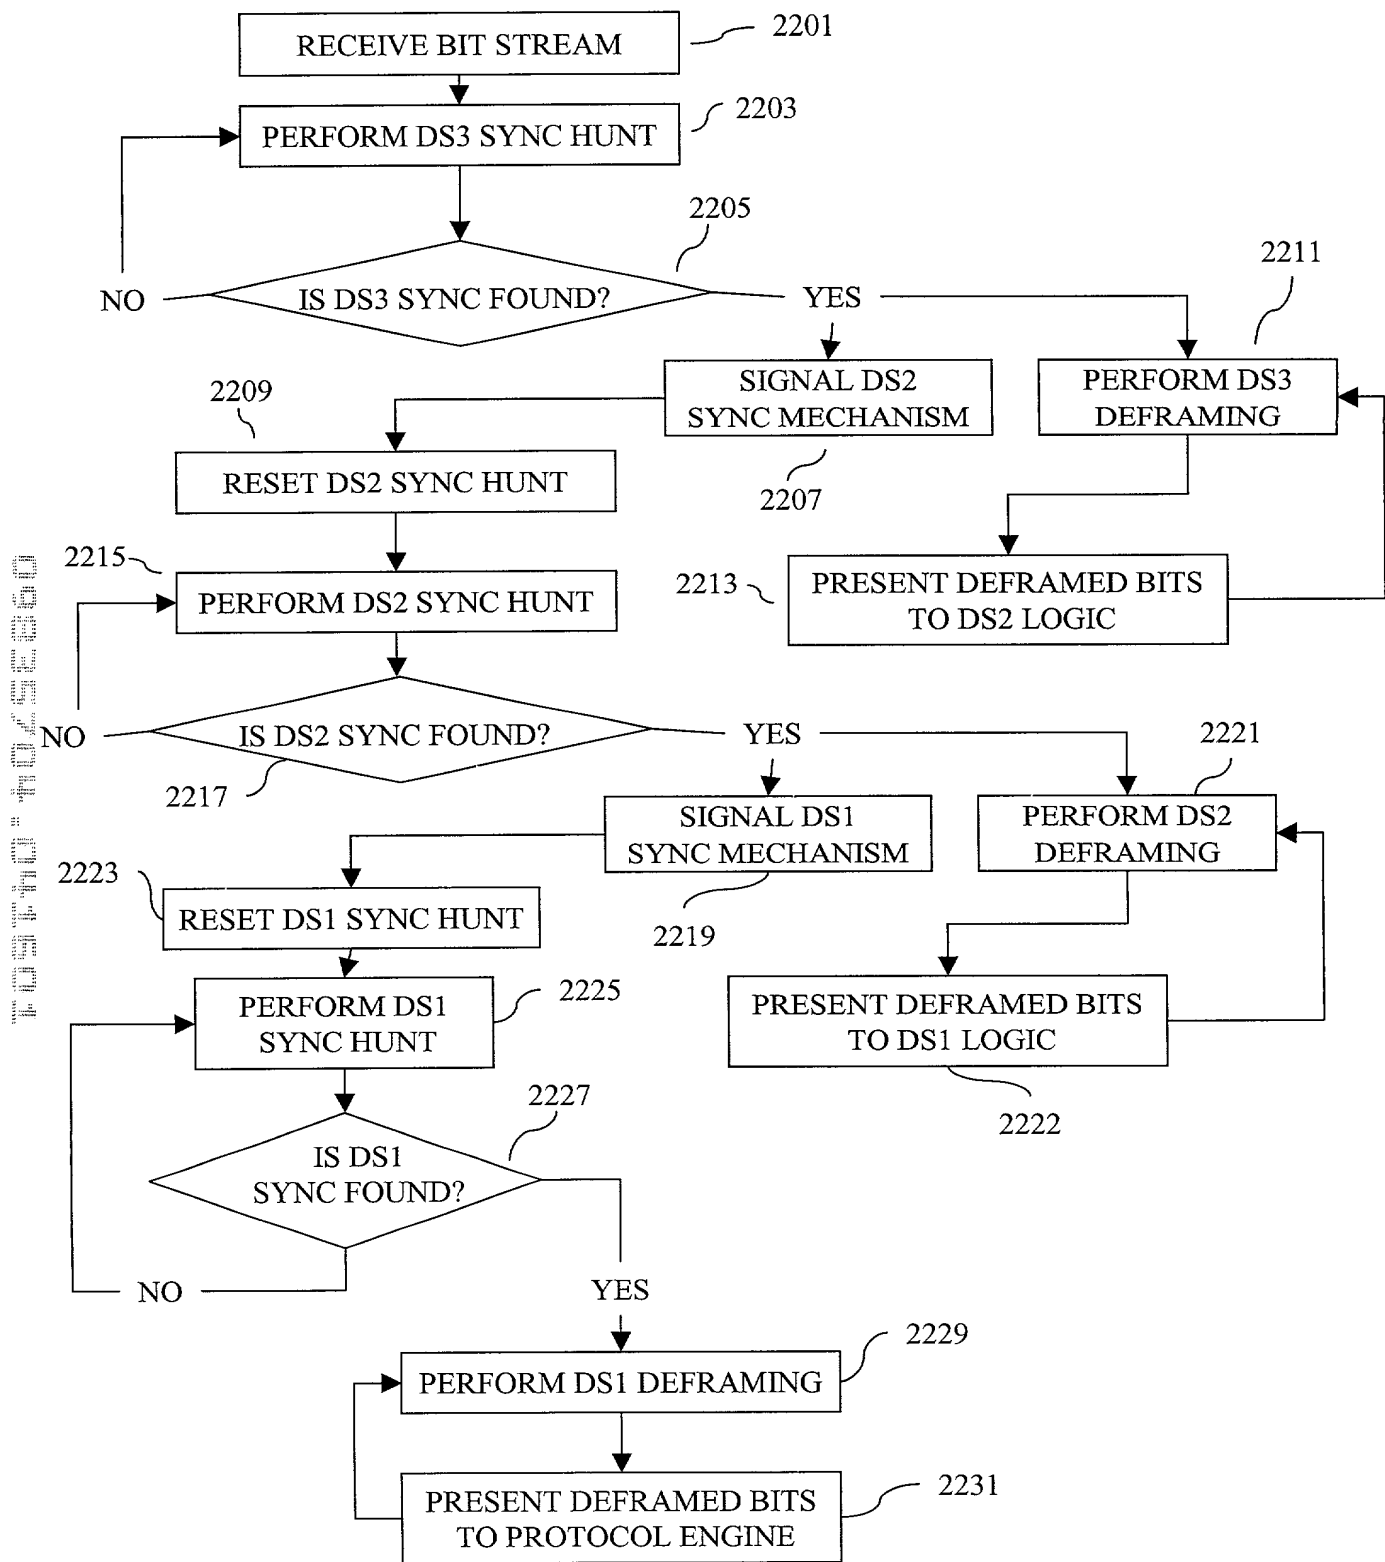 RECEIVE BIT STREAM
2201
PERFORM DS3 SYNC HUNT
2203
IS DS3 SYNC FOUND?
2205
NO
YES
2211
SIGNAL DS2
SYNC MECHANISM
2207
PERFORM DS3
DEFRAMING
2209
RESET DS2 SYNC HUNT
2215
PERFORM DS2 SYNC HUNT
2213
PRESENT DEFRAMED BITS
TO DS2 LOGIC
NO
IS DS2 SYNC FOUND?
2217
YES
2221
SIGNAL DS1
SYNC MECHANISM
2219
PERFORM DS2
DEFRAMING
2223
RESET DS1 SYNC HUNT
PERFORM DS1
SYNC HUNT
2225
PRESENT DEFRAMED BITS
TO DS1 LOGIC
2222
IS DS1
SYNC FOUND?
2227
NO
YES
PERFORM DS1 DEFRAMING
2229
PRESENT DEFRAMED BITS
TO PROTOCOL ENGINE
2231